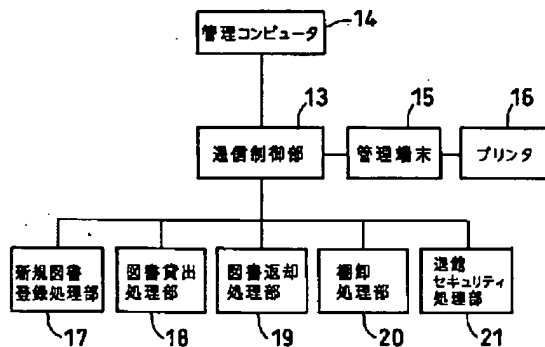 管理コンピュータ
14
13
15
16
通信制御部
管理端末
プリンタ
新規図書
登録処理部
図書貸出
処理部
図書返却
処理部
棚卸
処理部
退館
セキュリティ
処理部
17
18
19
20
21